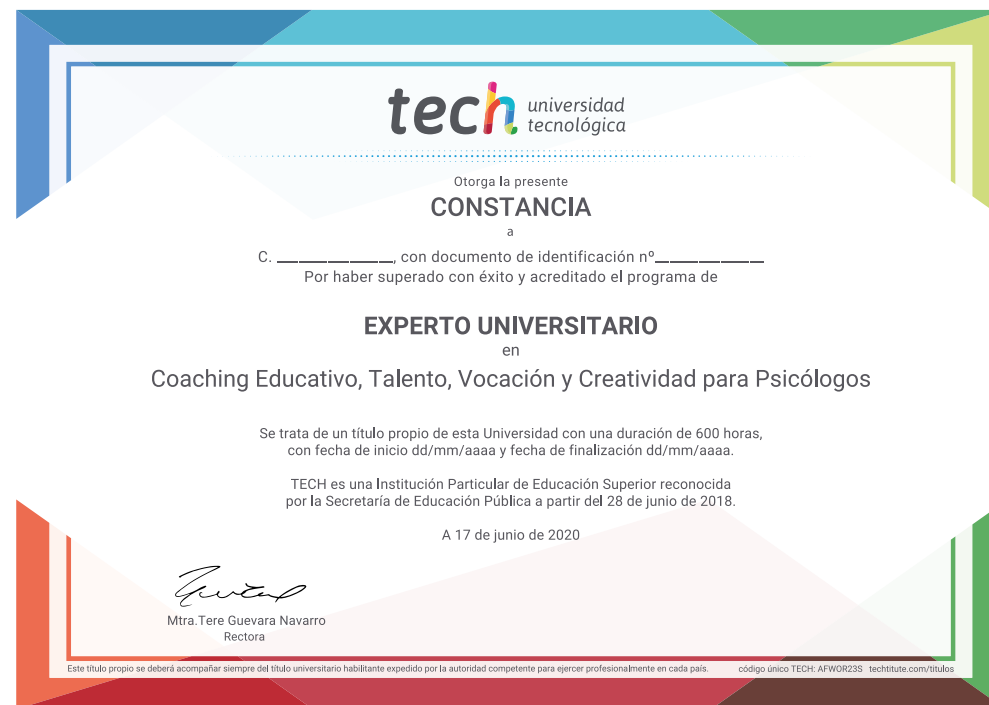 tech universidad
tecnológica
Otorga la presente
CONSTANCIA
a
C. ______________, con documento de identificación nº______________
Por haber superado con éxito y acreditado el programa de
EXPERTO UNIVERSITARIO
en
Coaching Educativo, Talento, Vocación y Creatividad para Psicólogos
Se trata de un título propio de esta Universidad con una duración de 600 horas,
con fecha de inicio dd/mm/aaaa y fecha de finalización dd/mm/aaaa.
TECH es una Institución Particular de Educación Superior reconocida
por la Secretaría de Educación Pública a partir del 28 de junio de 2018.
A 17 de junio de 2020
Mtra.Tere Guevara Navarro
Rectora
Este título propio se deberá acompañar siempre del título universitario habilitante expedido por la autoridad competente para ejercer profesionalmente en cada país. código único TECH: AFWOR23S techtitute.com/titulos